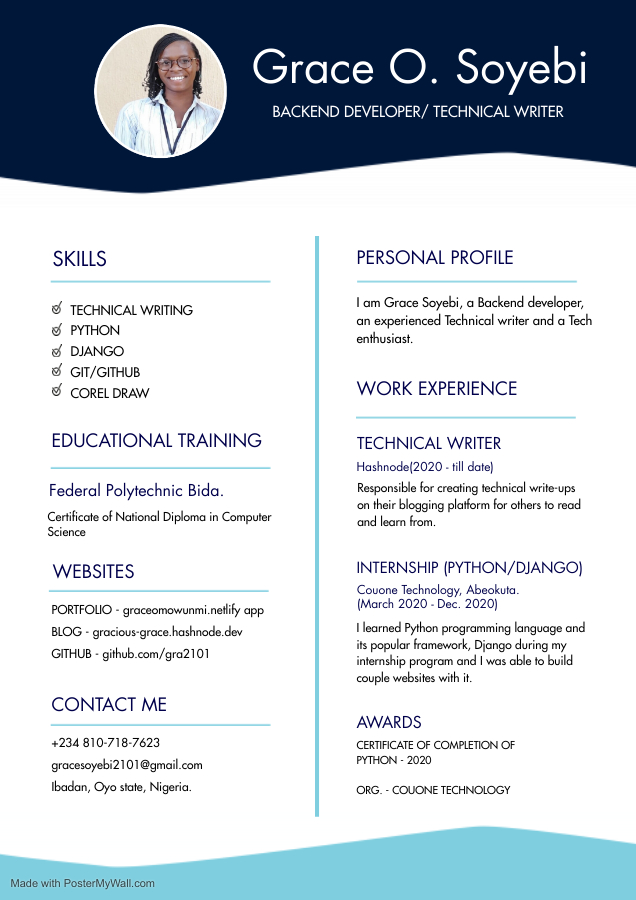 Grace O. Soyebi
BACKEND DEVELOPER/ TECHNICAL WRITER
SKILLS
TECHNICAL WRITING
PYTHON
DJANGO
GIT/GITHUB
COREL DRAW
EDUCATIONAL TRAINING
Federal Polytechnic Bida.
Certificate of National Diploma in Computer
Science
WEBSITES
PORTFOLIO - graceomowunmi.netlify app
BLOG - gracious-grace.hashnode.dev
GITHUB - github.com/gra2101
CONTACT ME
+234 810-718-7623
gracesoyebi2101@gmail.com
Ibadan, Oyo state, Nigeria.
PERSONAL PROFILE
I am Grace Soyebi, a Backend developer,
an experienced Technical writer and a Tech
enthusiast.
WORK EXPERIENCE
TECHNICAL WRITER
Hashnode(2020 - till date)
Responsible for creating technical write-ups
on their blogging platform for others to read
and learn from.
INTERNSHIP (PYTHON/DJANGO)
Couone Technology, Abeokuta.
(March 2020 - Dec. 2020)
I learned Python programming language and
its popular framework, Django during my
internship program and I was able to build
couple websites with it.
AWARDS
CERTIFICATE OF COMPLETION OF
PYTHON - 2020
ORG. - COUONE TECHNOLOGY
Made with PosterMyWall.com